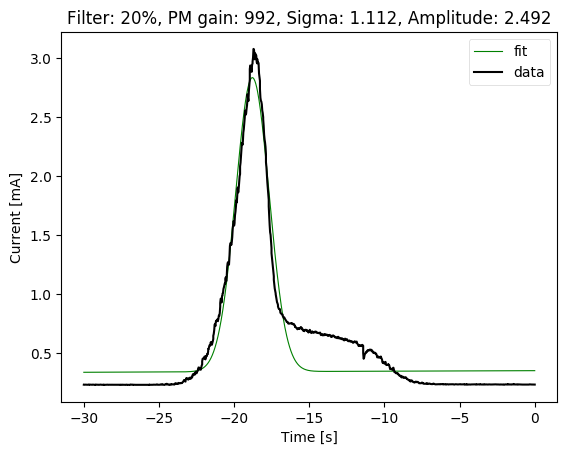 Filter: 20%, PM gain: 992, Sigma: 1.112, Amplitude: 2.492
fit
data
3.0
2.5
2.0
1.5
1.0
0.5
Current [mA]
−30
−25
−20
−15
−10
−5
0
Time [s]